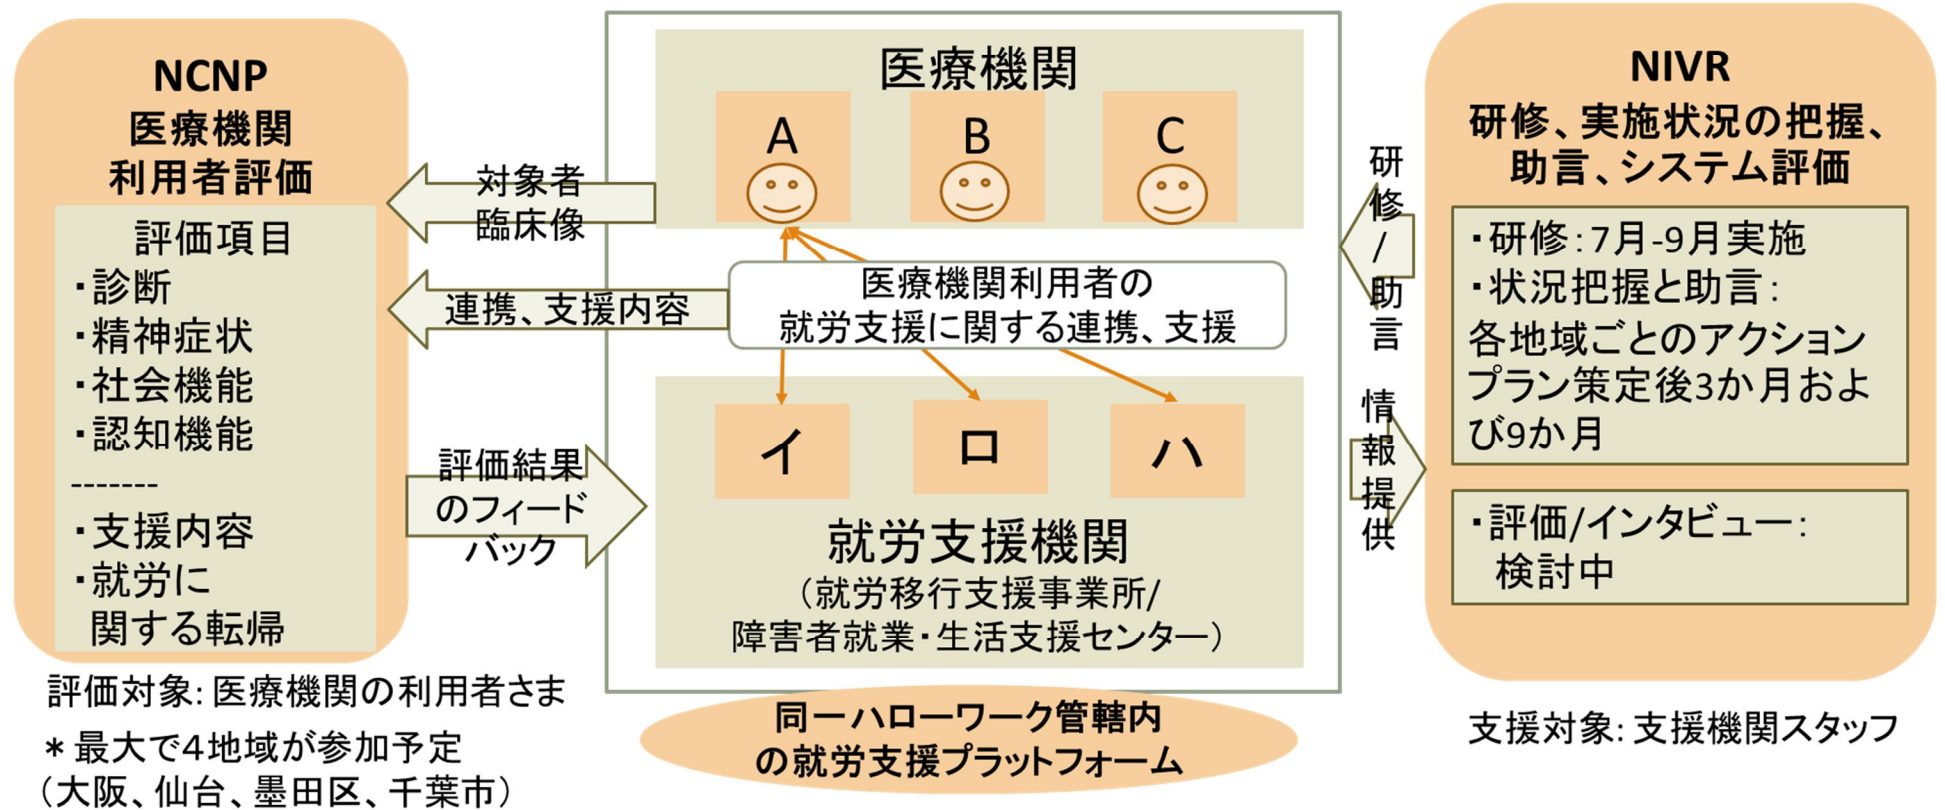 NCNP
医療機関
利用者評価
評価項目
・診断
・精神症状
・社会機能
・認知機能
-------
・支援内容
・就労に
関する転帰
評価対象：医療機関の利用者さま
＊最大で４地域が参加予定
（大阪、仙台、墨田区、千葉市）
対象者
臨床像
連携、支援内容
評価結果
のフィード
バック
医療機関
A B C
医療機関利用者の
就労支援に関する連携、支援
イ ロ ハ
就労支援機関
（就労移行支援事業所/
障害者就業・生活支援センター）
同一ハローワーク管轄内
の就労支援プラットフォーム
研修/助言
情報提供
NIVR
研修、実施状況の把握、
助言、システム評価
・研修：7月-9月実施
・状況把握と助言：
各地域ごとのアクション
プラン策定後3か月およ
び9か月
・評価/インタビュー：
検討中
支援対象：支援機関スタッフ